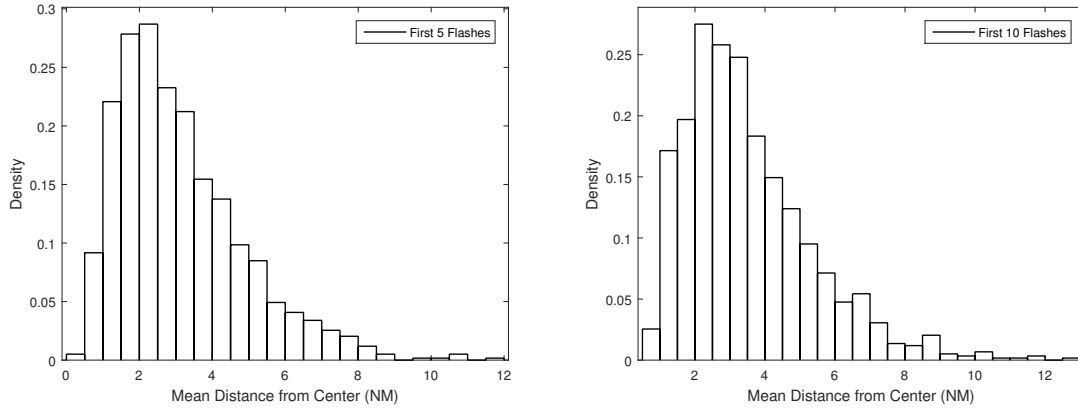 0.3
0.25
0.2
0.15
0.1
0.05
0
0 2 4 6 8 10 12
Density
Mean Distance from Center (NM)
First 5 Flashes
0.25
0.2
0.15
0.1
0.05
0
2 4 6 8 10 12
Density
Mean Distance from Center (NM)
First 10 Flashes